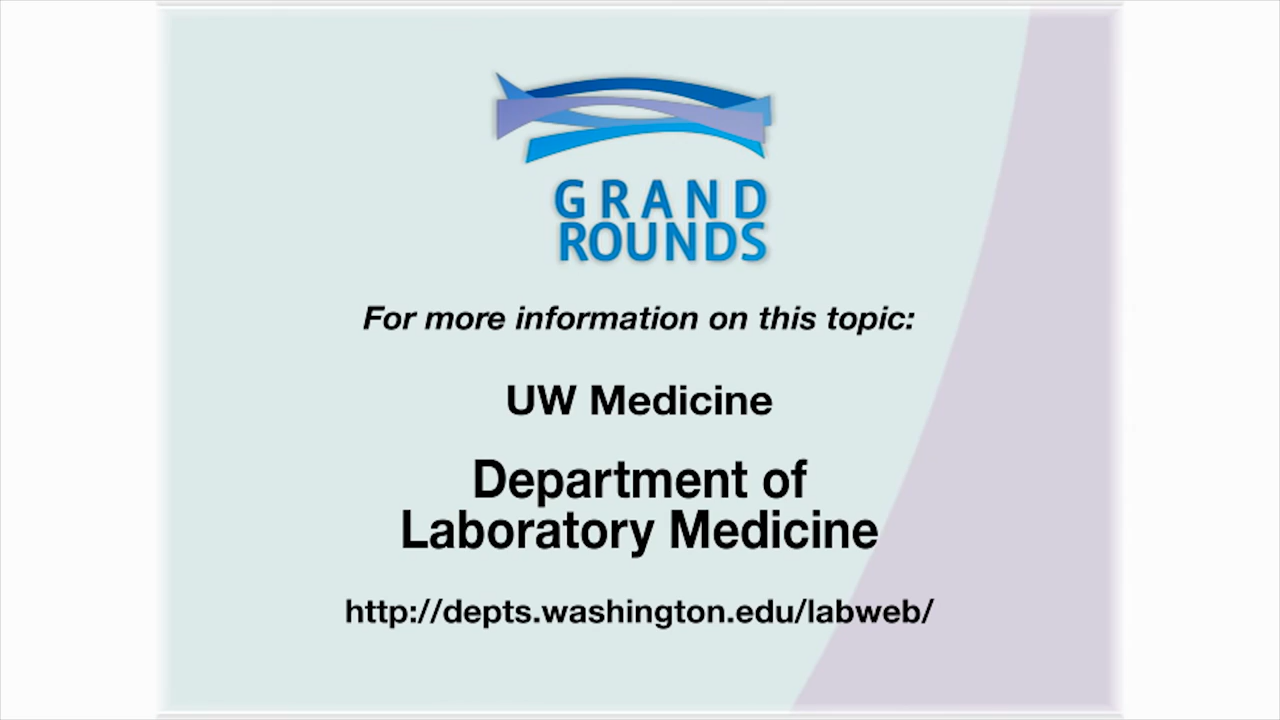 GRAND
ROUNDS
For more information on this topic:
UW Medicine
Department of
Laboratory Medicine
http://depts.washington.edu/labweb/